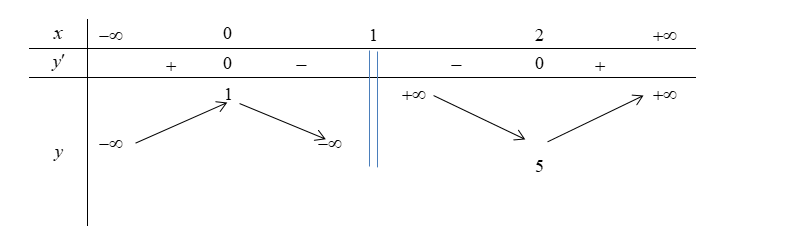 x −∞ 0 1 2 +∞
y′ + 0 − − 0 +
1 +∞ +∞
y −∞ −∞
5